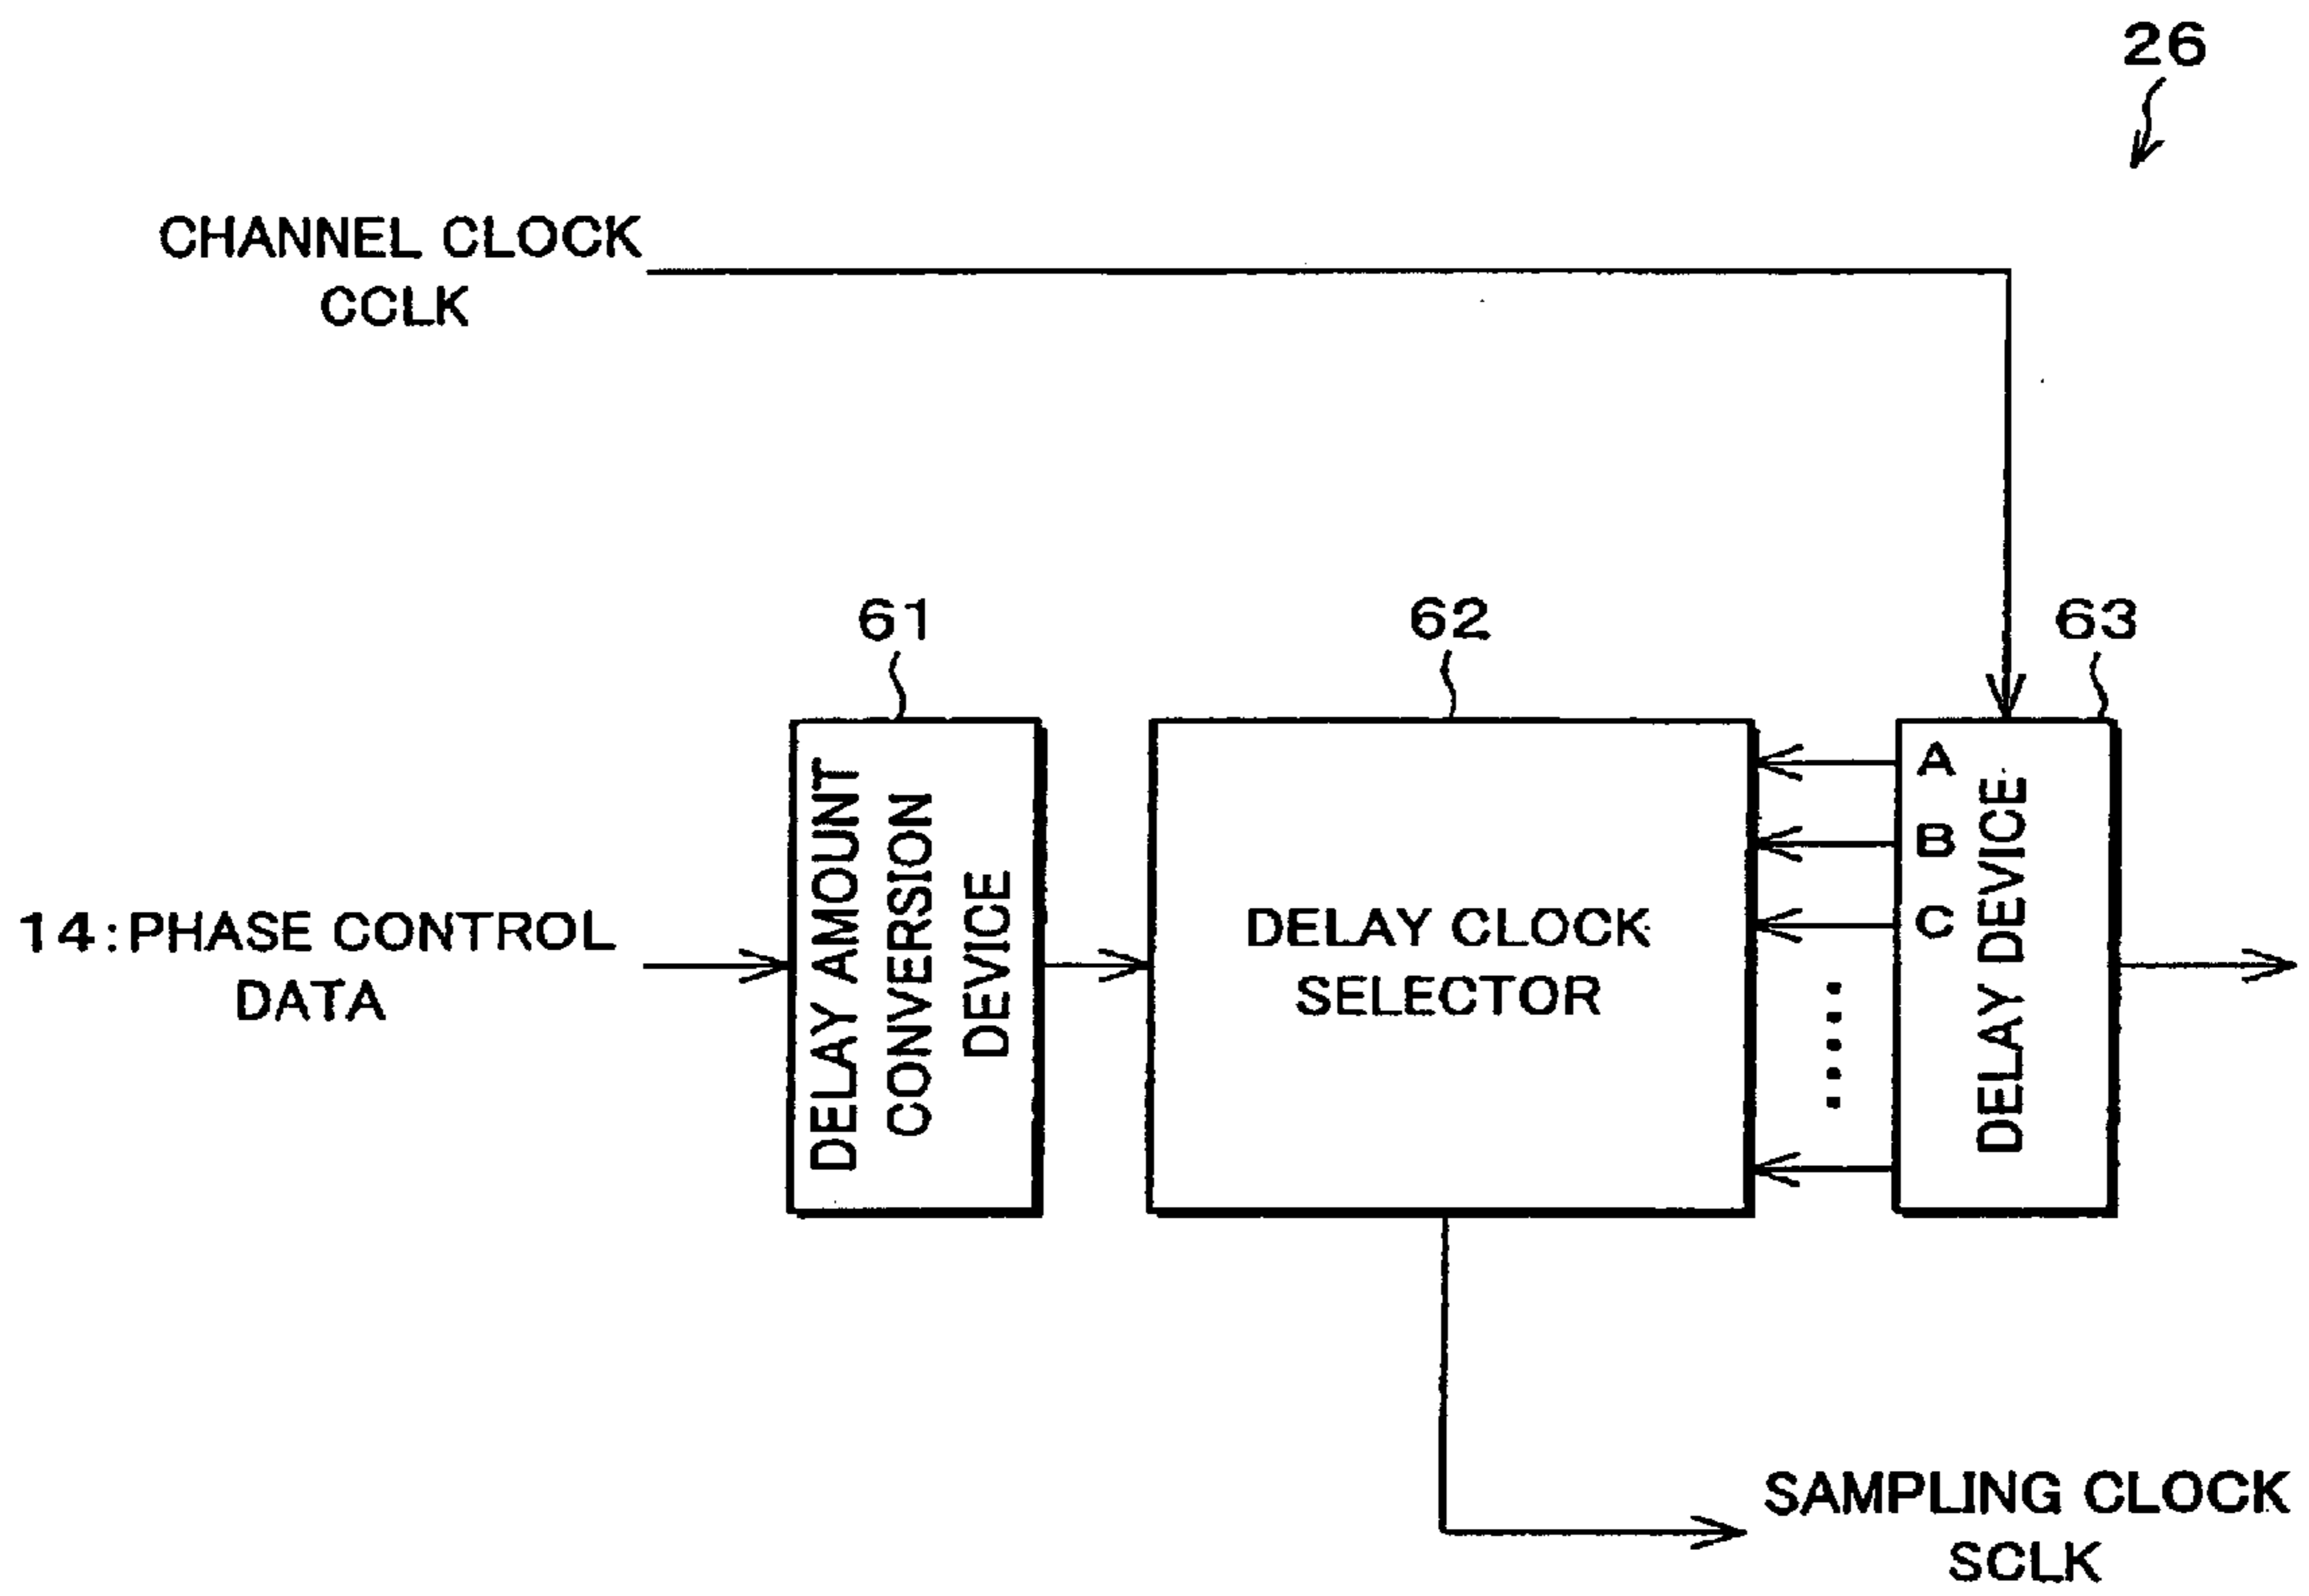 26
CHANNEL CLOCK
CCLK
61
62
63
14:PHASE CONTROL
DATA
DELAY AMOUNT
CONVERSION
DEVICE
DELAY CLOCK
SELECTOR
A
B
C
DELAY DEVICE
SAMPLING CLOCK
SCLK